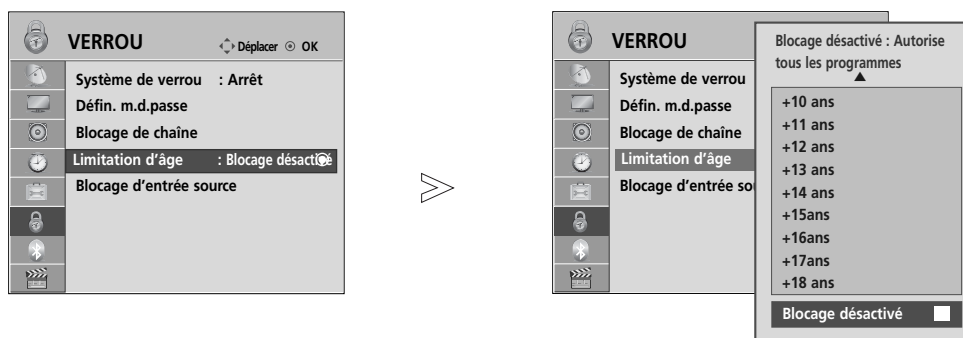 VERROU
Déplacer OK
Système de verrou : Arrêt
Défin. m.d.passe
Blocage de chaîne
Limitation d'âge : Blocage désactivé
Blocage d'entrée source
VERROU
Système de verrou
Défin. m.d.passe
Blocage de chaîne
Limitation d'âge
Blocage d'entrée sou
Blocage désactivé : Autorise
tous les programmes
+10 ans
+11 ans
+12 ans
+13 ans
+14 ans
+15ans
+16ans
+17ans
+18 ans
Blocage désactivé